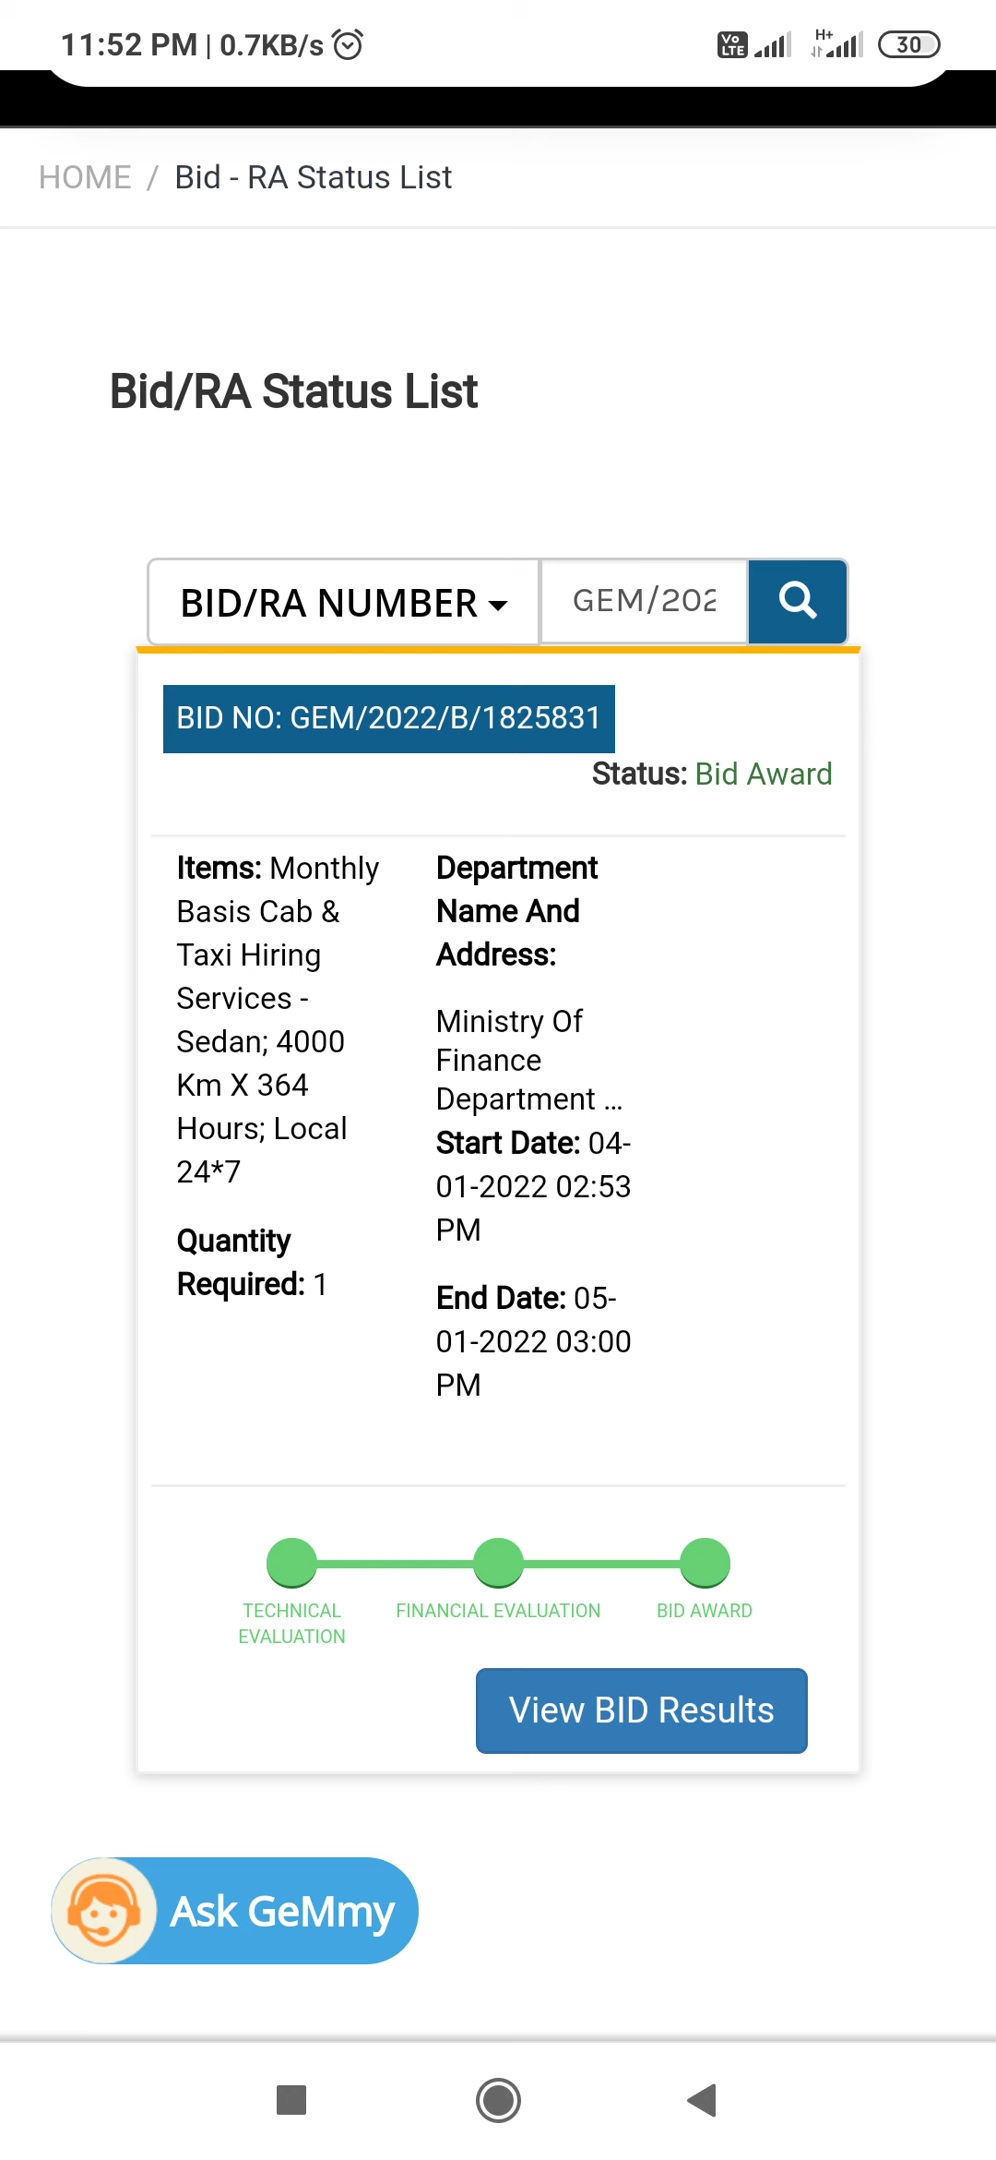 11:52 PM | 0.7KB/s
Vo LTE
H+
30
HOME / Bid - RA Status List
Bid/RA Status List
BID/RA NUMBER
GEM/202
BID NO: GEM/2022/B/1825831
Status: Bid Award
Items: Monthly
Basis Cab &
Taxi Hiring
Services -
Sedan; 4000
Km X 364
Hours; Local
24*7
Quantity
Required: 1
Department
Name And
Address:
Ministry Of
Finance
Department ...
Start Date: 04-
01-2022 02:53
PM
End Date: 05-
01-2022 03:00
PM
TECHNICAL
EVALUATION
FINANCIAL EVALUATION
BID AWARD
View BID Results
Ask GeMmy